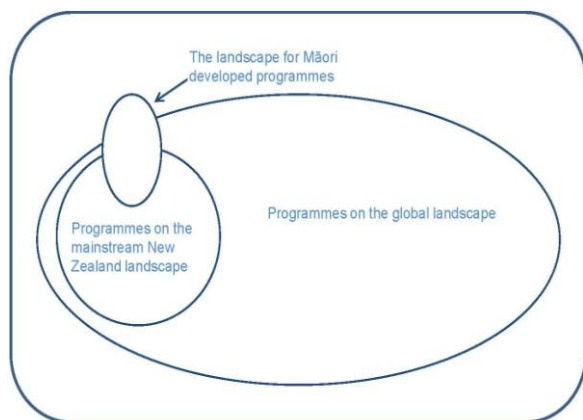 The landscape for Māori
developed programmes
Programmes on the global landscape
Programmes on the
mainstream New
Zealand landscape